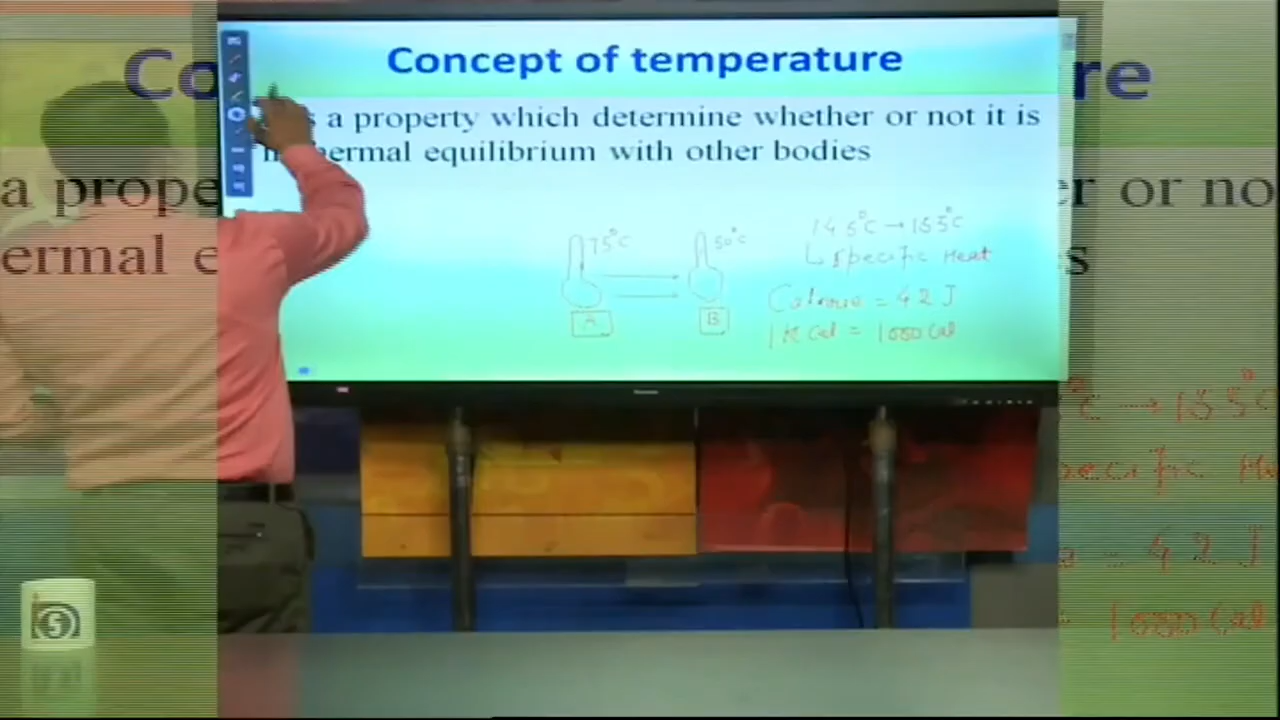 Concept of temperature
s a property which determine whether or not it is
thermal equilibrium with other bodies
75°C
50°C
A
B
14.5°C → 15.5°C
↳ Specific Heat
Calorie = 4.2 J
1 K Cal = 1000 Cal
5